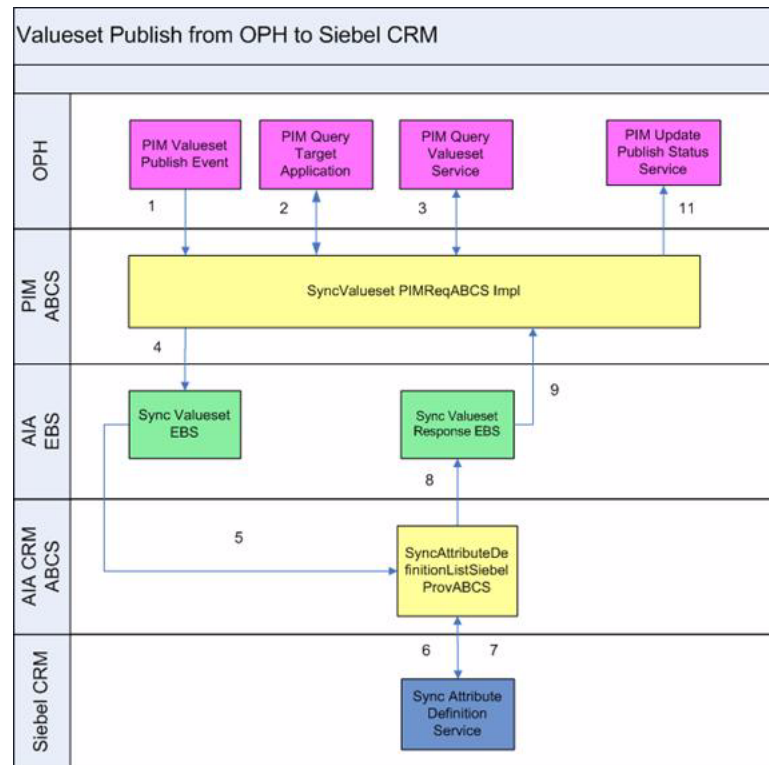 Valueset Publish from OPH to Siebel CRM
OPH
PIM Valueset
Publish Event
PIM Query
Target
Application
PIM Query
Valueset
Service
PIM Update
Publish Status
Service
1
2
3
11
PIM
ABCS
SyncValueset PIMReqABCS Impl
4
9
AIA
EBS
Sync Valueset
EBS
Sync Valueset
Response EBS
8
AIA CRM
ABCS
5
SyncAttributeDe
finitionListSiebel
ProvABCS
6
7
Siebel CRM
Sync Attribute
Definition
Service